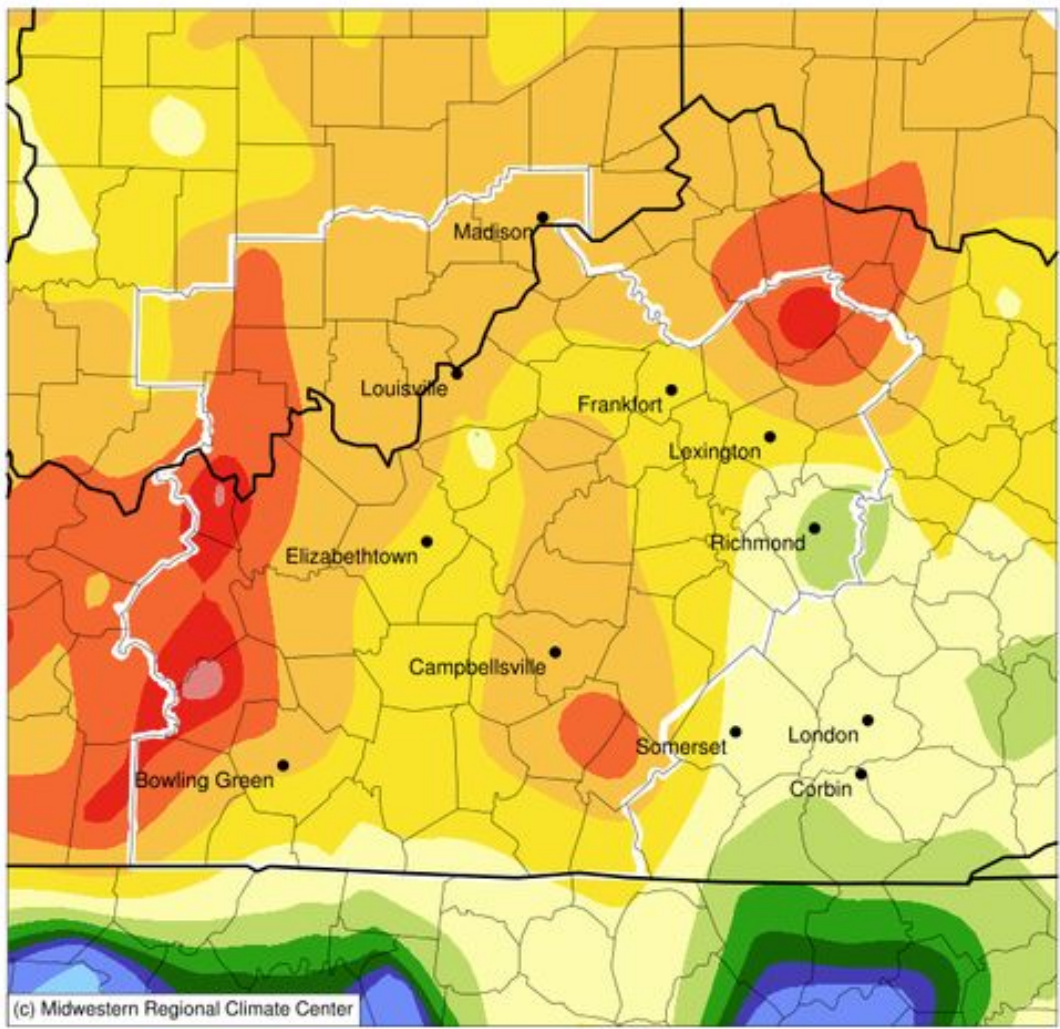 Madison
Louisville
Frankfort
Lexington
Elizabethtown
Richmond
Campbellsville
Somerset
London
Bowling Green
Corbin
(c) Midwestern Regional Climate Center